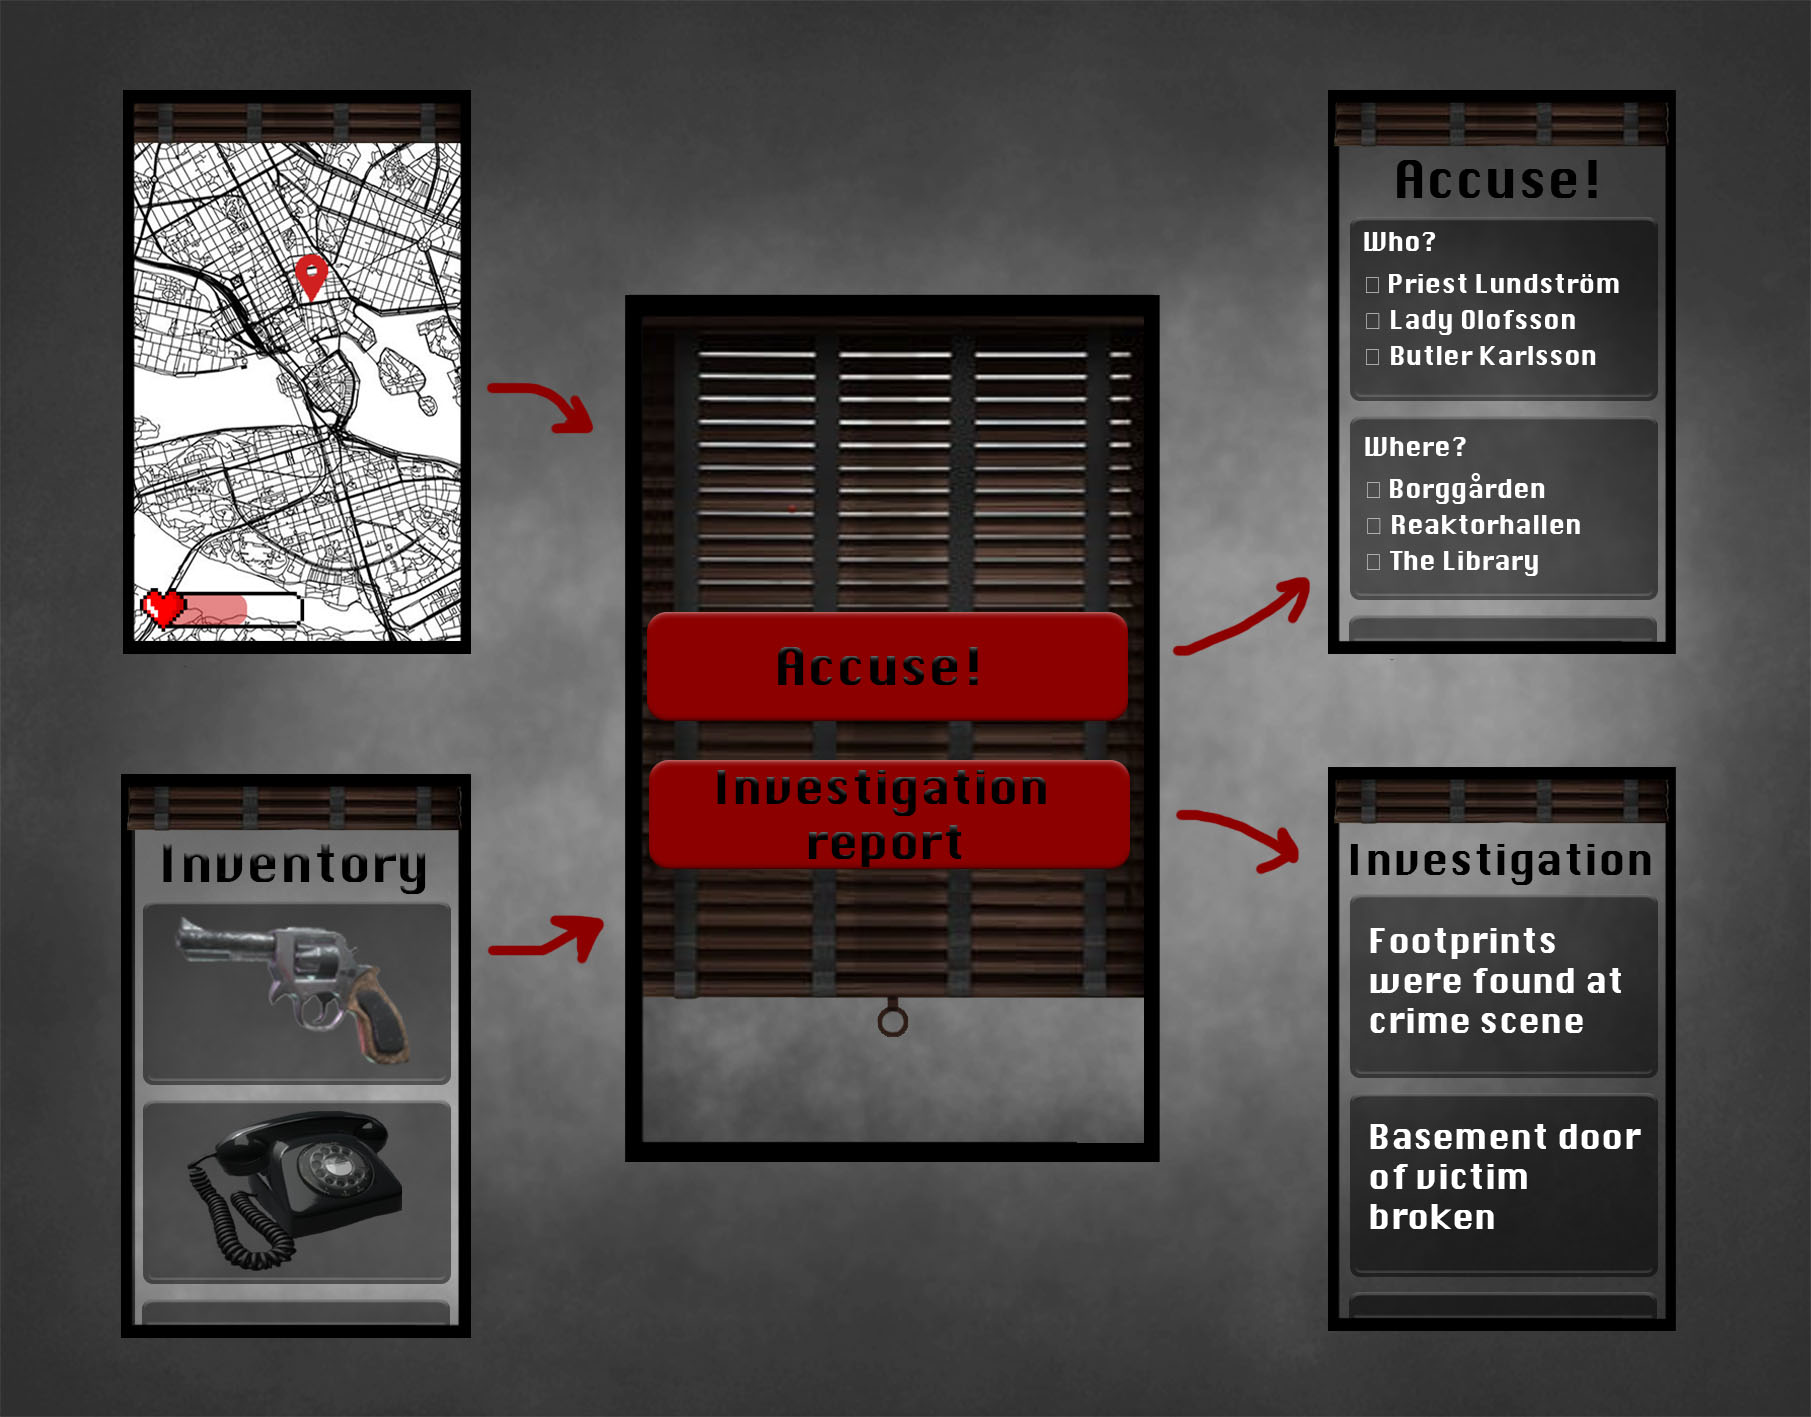 Accuse!
Who?
Priest Lundström
Lady Olofsson
Butler Karlsson
Where?
Borggården
Reaktorhallen
The Library
Accuse!
Investigation
report
Inventory
Investigation
Footprints
were found at
crime scene
Basement door
of victim
broken